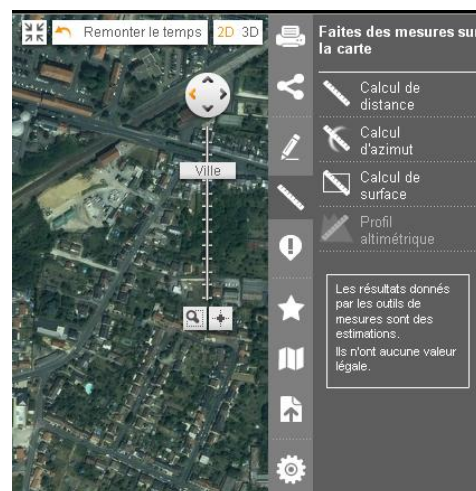 Remonter le temps
2D 3D
Ville
Faites des mesures sur
la carte
Calcul de
distance
Calcul
d'azimut
Calcul de
surface
Profil
altimétrique
Les résultats donnés
par les outils de
mesures sont des
estimations.
Ils n'ont aucune valeur
légale.